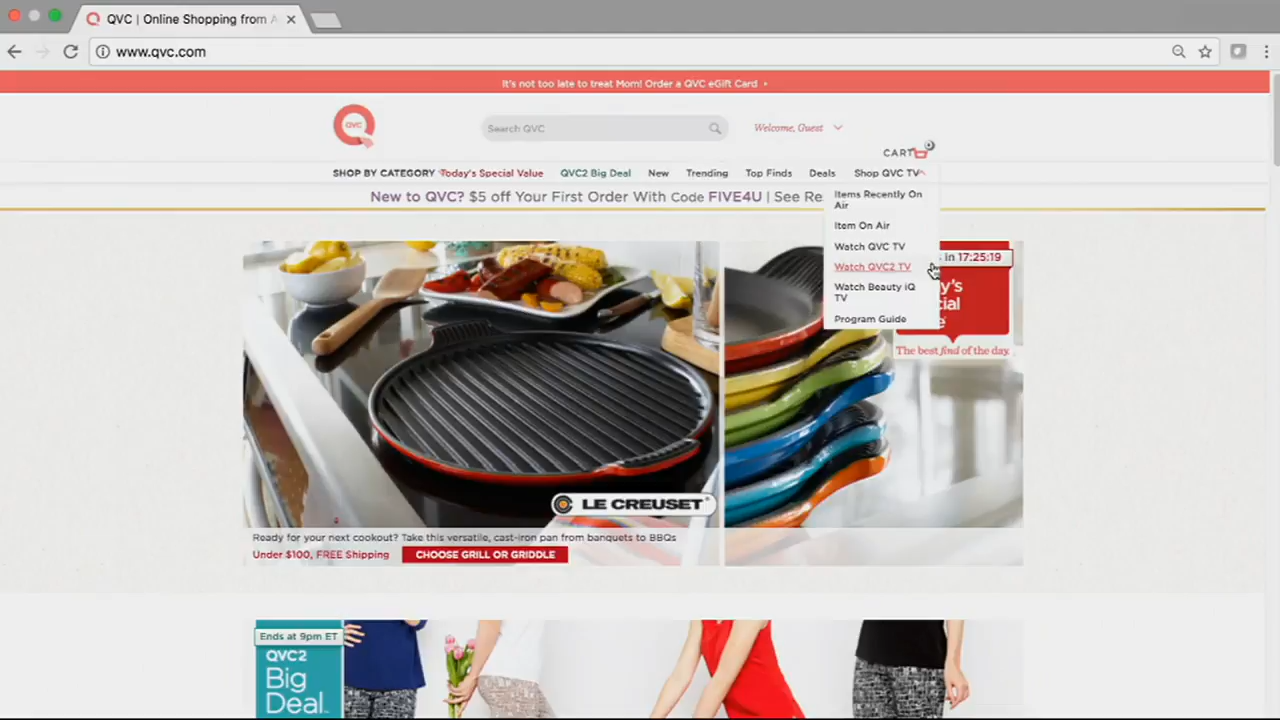 QVC | Online Shopping from A
www.qvc.com
It's not too late to treat Mom! Order a QVC eGift Card
QVC
Search QVC
Welcome, Guest
0
CART
SHOP BY CATEGORY
Today's Special Value
QVC2 Big Deal
New
Trending
Top Finds
Deals
Shop QVC TV
New to QVC? $5 off Your First Order With Code FIVE4U | See Re
Items Recently On
Air
Item On Air
Watch QVC TV
Watch QVC2 TV
Watch Beauty iQ
TV
Program Guide
in 17:25:19
y's
ial
e
The best find of the day.
LE CREUSET
Ready for your next cookout? Take this versatile, cast-iron pan from banquets to BBQs
Under $100, FREE Shipping
CHOOSE GRILL OR GRIDDLE
Ends at 9pm ET
QVC2
Big
Deal